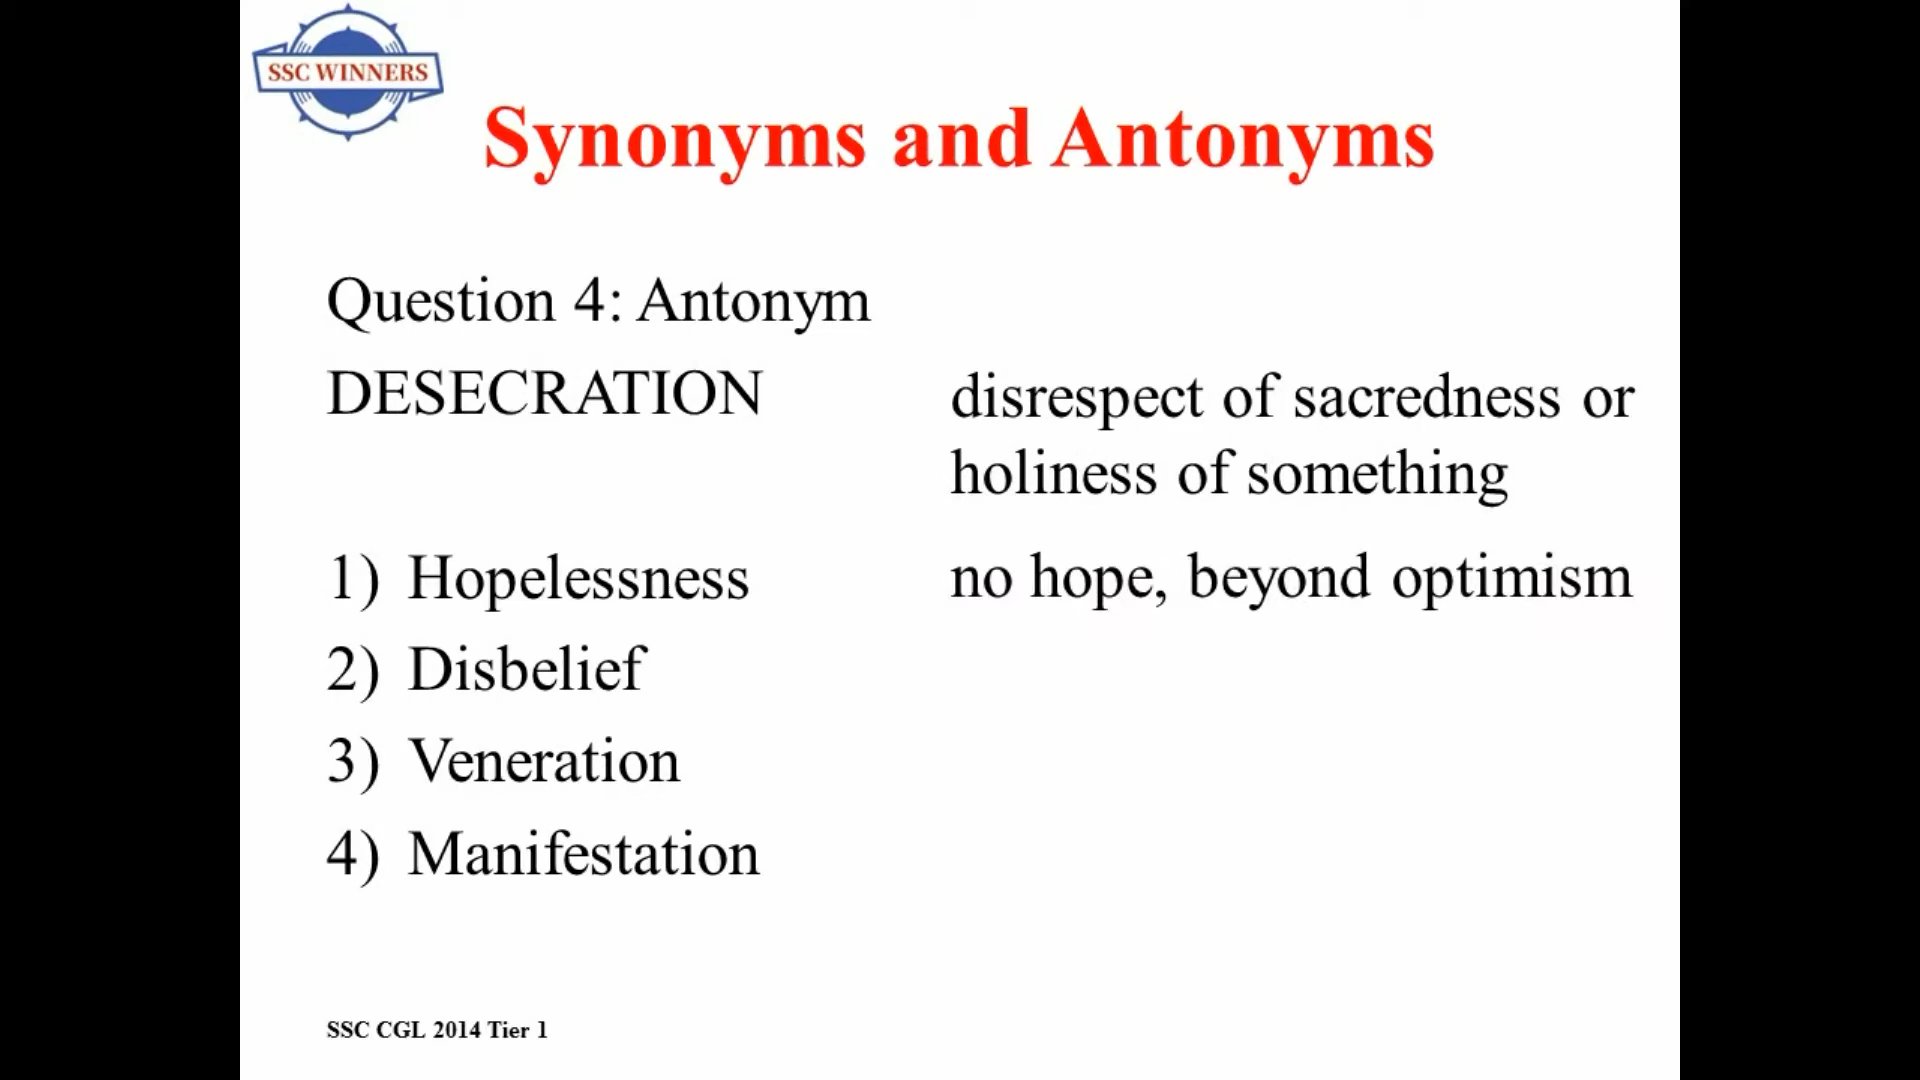 SSC WINNERS
Synonyms and Antonyms
Question 4: Antonym
DESECRATION disrespect of sacredness or
holiness of something
1) Hopelessness no hope, beyond optimism
2) Disbelief
3) Veneration
4) Manifestation
SSC CGL 2014 Tier 1